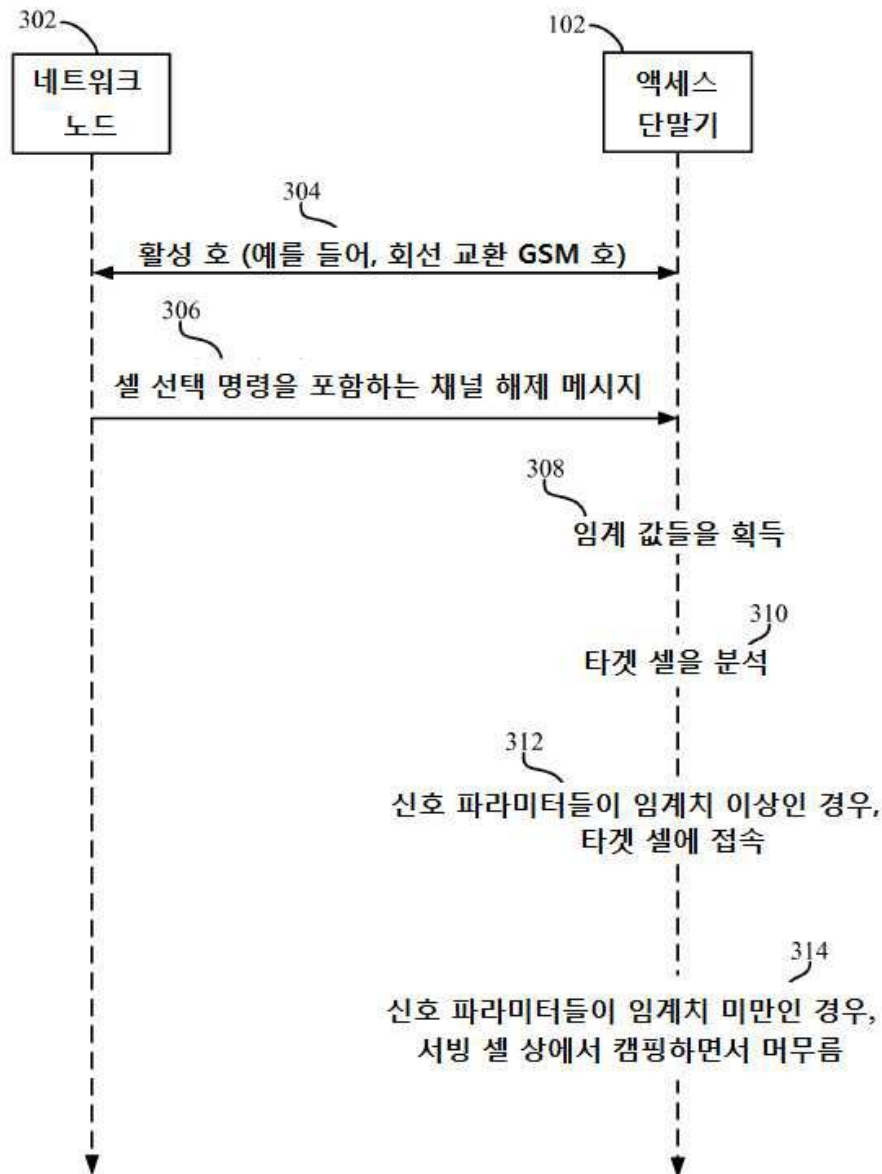 302
네트워크
노드
102
액세스
단말기
304
활성 호 (예를 들어, 회선 교환 GSM 호)
306
셀 선택 명령을 포함하는 채널 해제 메시지
308
임계 값들을 획득
310
타겟 셀을 분석
312
신호 파라미터들이 임계치 이상인 경우,
타겟 셀에 접속
314
신호 파라미터들이 임계치 미만인 경우,
서빙 셀 상에서 캠핑하면서 머무름